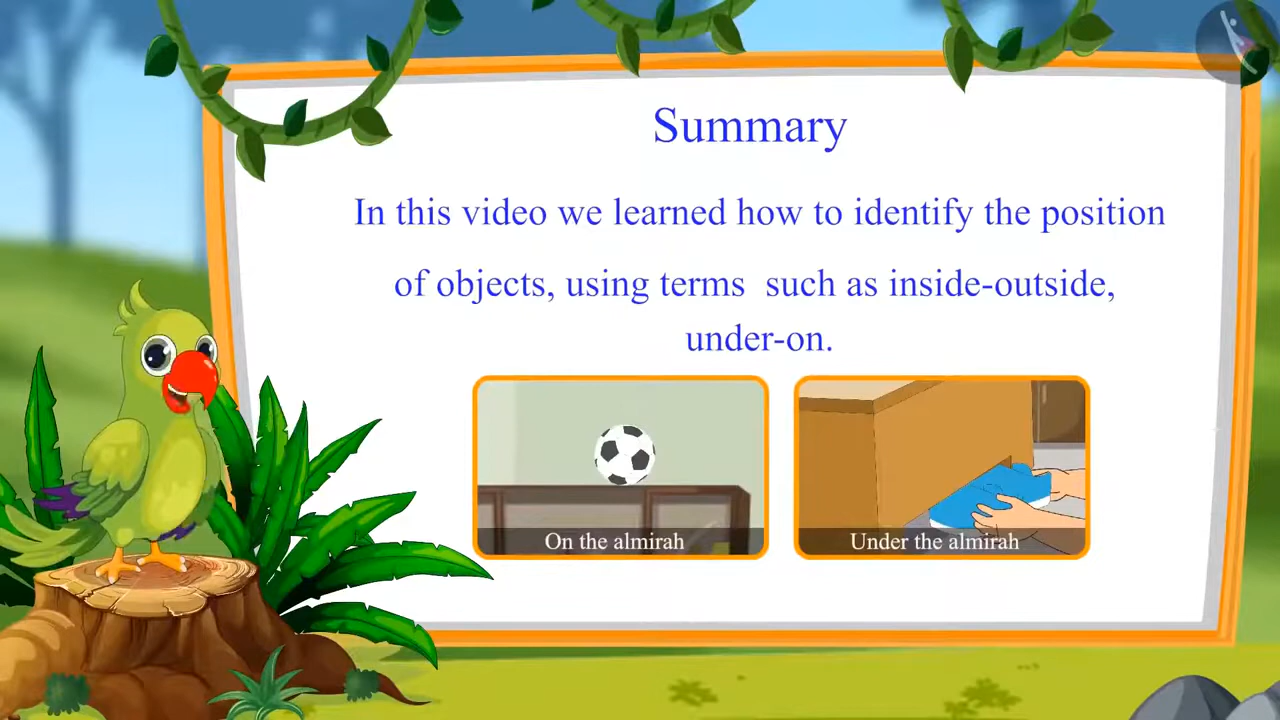 Summary
In this video we learned how to identify the position
of objects, using terms such as inside-outside,
under-on.
On the almirah
Under the almirah